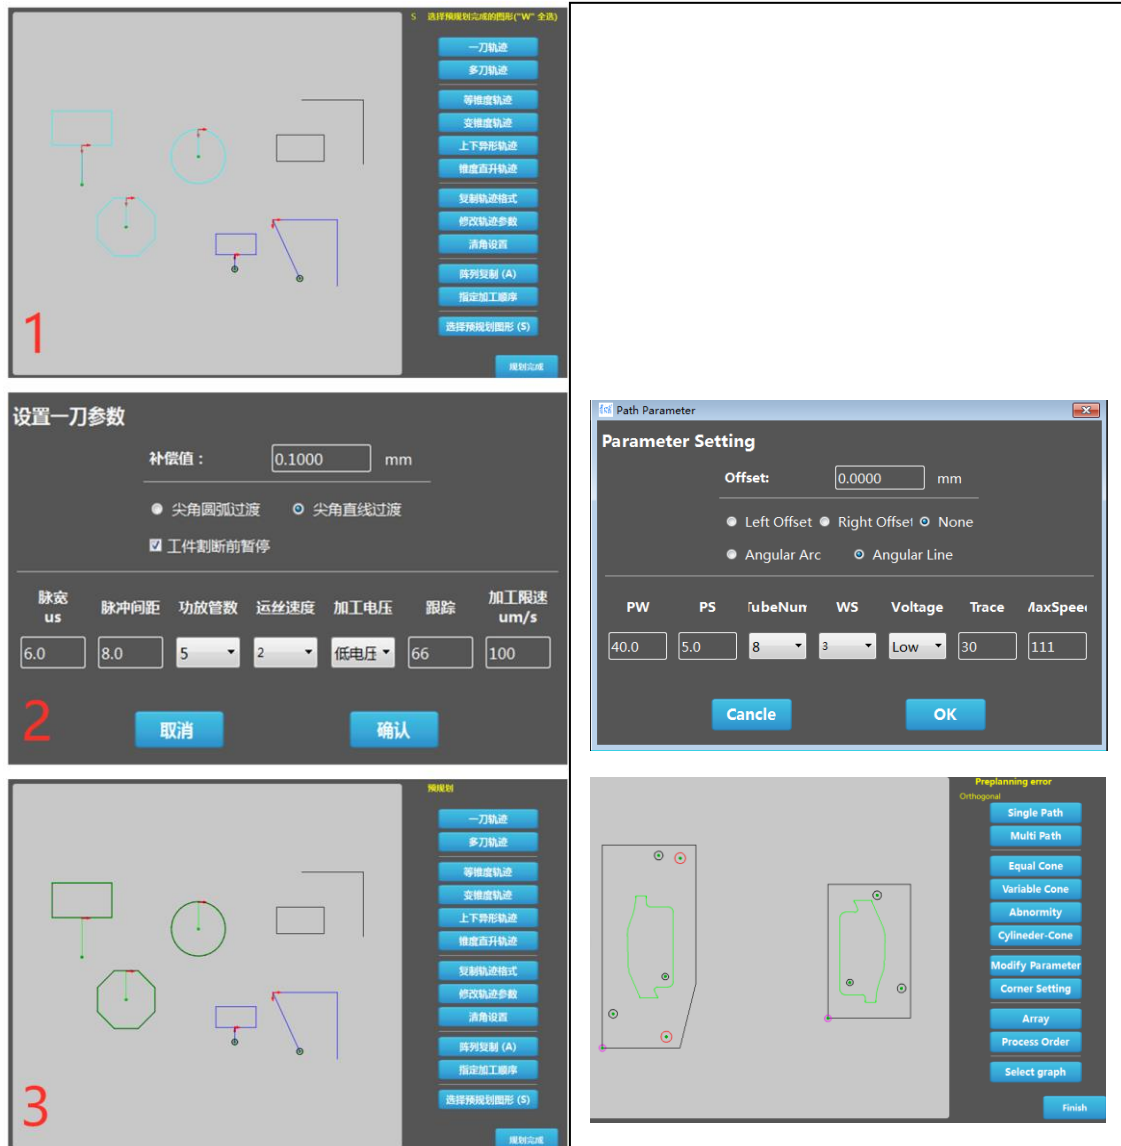 S 选择预规划完成的图形("W" 全选)
一刀轨迹
多刀轨迹
等锥度轨迹
变锥度轨迹
上下异形轨迹
锥度直升轨迹
复制轨迹格式
修改轨迹参数
清角设置
阵列复制 (A)
指定加工顺序
选择预规划图形 (S)
规划完成
1
设置一刀参数
补偿值：
0.1000 mm
尖角圆弧过渡 尖角直线过渡
工件割断前暂停
脉宽 us 脉冲间距 功放管数 运丝速度 加工电压 跟踪 加工限速 um/s
6.0 8.0 5 2 低电压 66 100
取消 确认
2
Path Parameter
Parameter Setting
Offset: 0.0000 mm
Left Offset Right Offset None
Angular Arc Angular Line
PW PS TubeNum WS Voltage Trace MaxSpeed
40.0 5.0 8 3 Low 30 111
Cancle OK
预规划
一刀轨迹
多刀轨迹
等锥度轨迹
变锥度轨迹
上下异形轨迹
锥度直升轨迹
复制轨迹格式
修改轨迹参数
清角设置
阵列复制 (A)
指定加工顺序
选择预规划图形 (S)
规划完成
3
Preplanning error
Orthogonal
Single Path
Multi Path
Equal Cone
Variable Cone
Abnormity
Cylineder-Cone
Modify Parameter
Corner Setting
Array
Process Order
Select graph
Finish